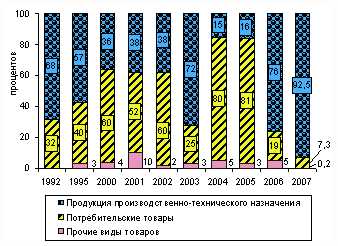 100
80
60
40
20
0
процентов
68 57 36 38 38 72 15 16 76 92,5
32 40 60 52 60 25 80 81 19 7,3
3 4 10 2 3 5 3 5 0,2
1992 1995 2000 2001 2002 2003 2004 2005 2006 2007
Продукция производственно-технического назначения
Потребительские товары
Прочие виды товаров